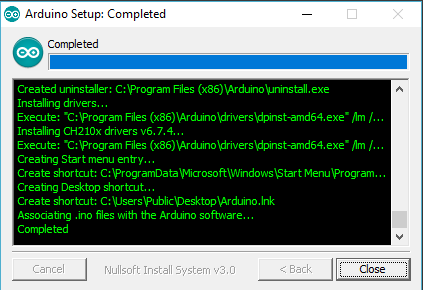 Arduino Setup: Completed
Completed
Created uninstaller: C:\Program Files (x86)\Arduino\uninstall.exe
Installing drivers...
Execute: "C:\Program Files (x86)\Arduino\drivers\dpinst-amd64.exe" /lm /...
Installing CH210x drivers v6.7.4...
Execute: "C:\Program Files (x86)\Arduino\drivers\dpinst-amd64.exe" /lm /...
Creating Start menu entry...
Create shortcut: C:\ProgramData\Microsoft\Windows\Start Menu\Program...
Creating Desktop shortcut...
Create shortcut: C:\Users\Public\Desktop\Arduino.lnk
Associating .ino files with the Arduino software...
Completed
Cancel
Nullsoft Install System v3.0
< Back
Close